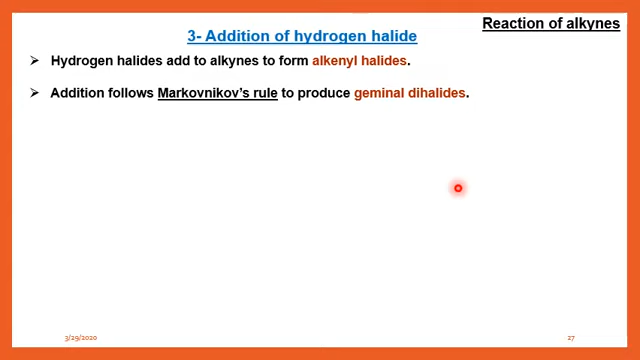 Reaction of alkynes
3- Addition of hydrogen halide
➢ Hydrogen halides add to alkynes to form alkenyl halides.
➢ Addition follows Markovnikov's rule to produce geminal dihalides.
3/29/2020
27